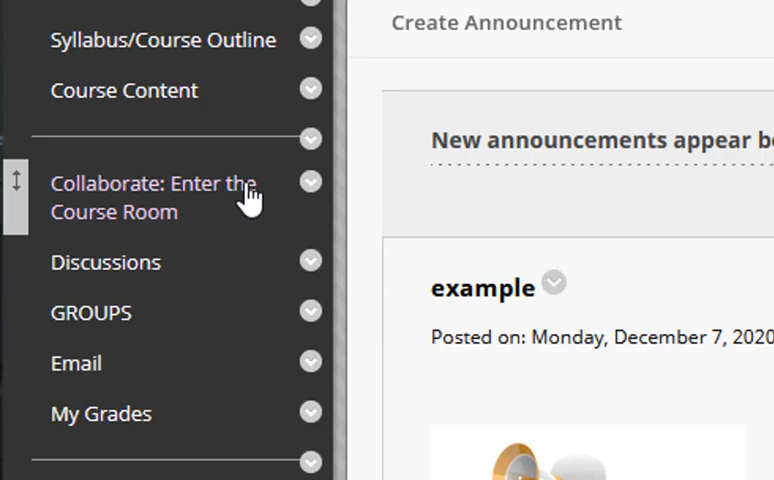 Syllabus/Course Outline
Course Content
Collaborate: Enter the
Course Room
Discussions
GROUPS
Email
My Grades
Create Announcement
New announcements appear
example
Posted on: Monday, December 7, 2020